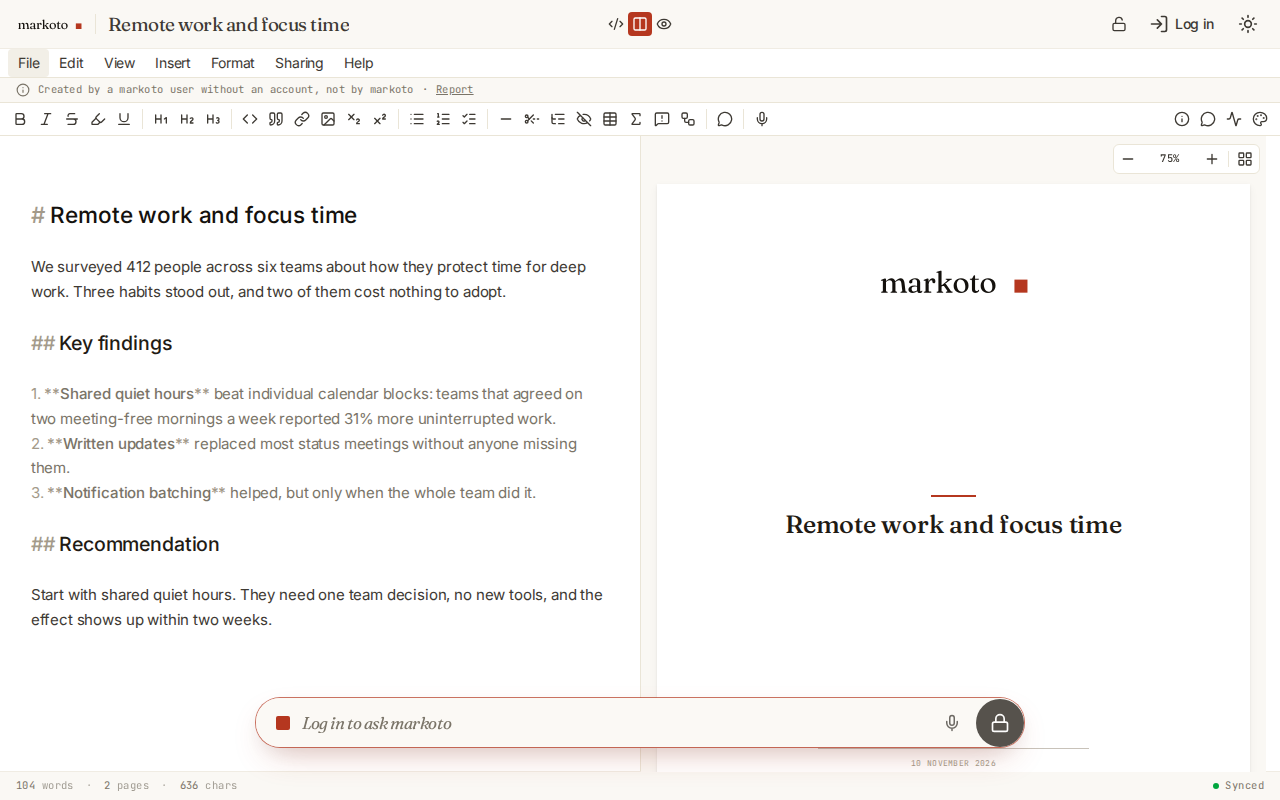 markoto
Remote work and focus time
Log in
File Edit View Insert Format Sharing Help
Created by a markoto user without an account, not by markoto · Report
H1 H2 H3
75%
# Remote work and focus time
We surveyed 412 people across six teams about how they protect time for deep
work. Three habits stood out, and two of them cost nothing to adopt.
## Key findings
1. **Shared quiet hours** beat individual calendar blocks: teams that agreed on
two meeting-free mornings a week reported 31% more uninterrupted work.
2. **Written updates** replaced most status meetings without anyone missing
them.
3. **Notification batching** helped, but only when the whole team did it.
## Recommendation
Start with shared quiet hours. They need one team decision, no new tools, and the
effect shows up within two weeks.
markoto
Remote work and focus time
10 NOVEMBER 2026
Log in to ask markoto
104 words · 2 pages · 636 chars
Synced